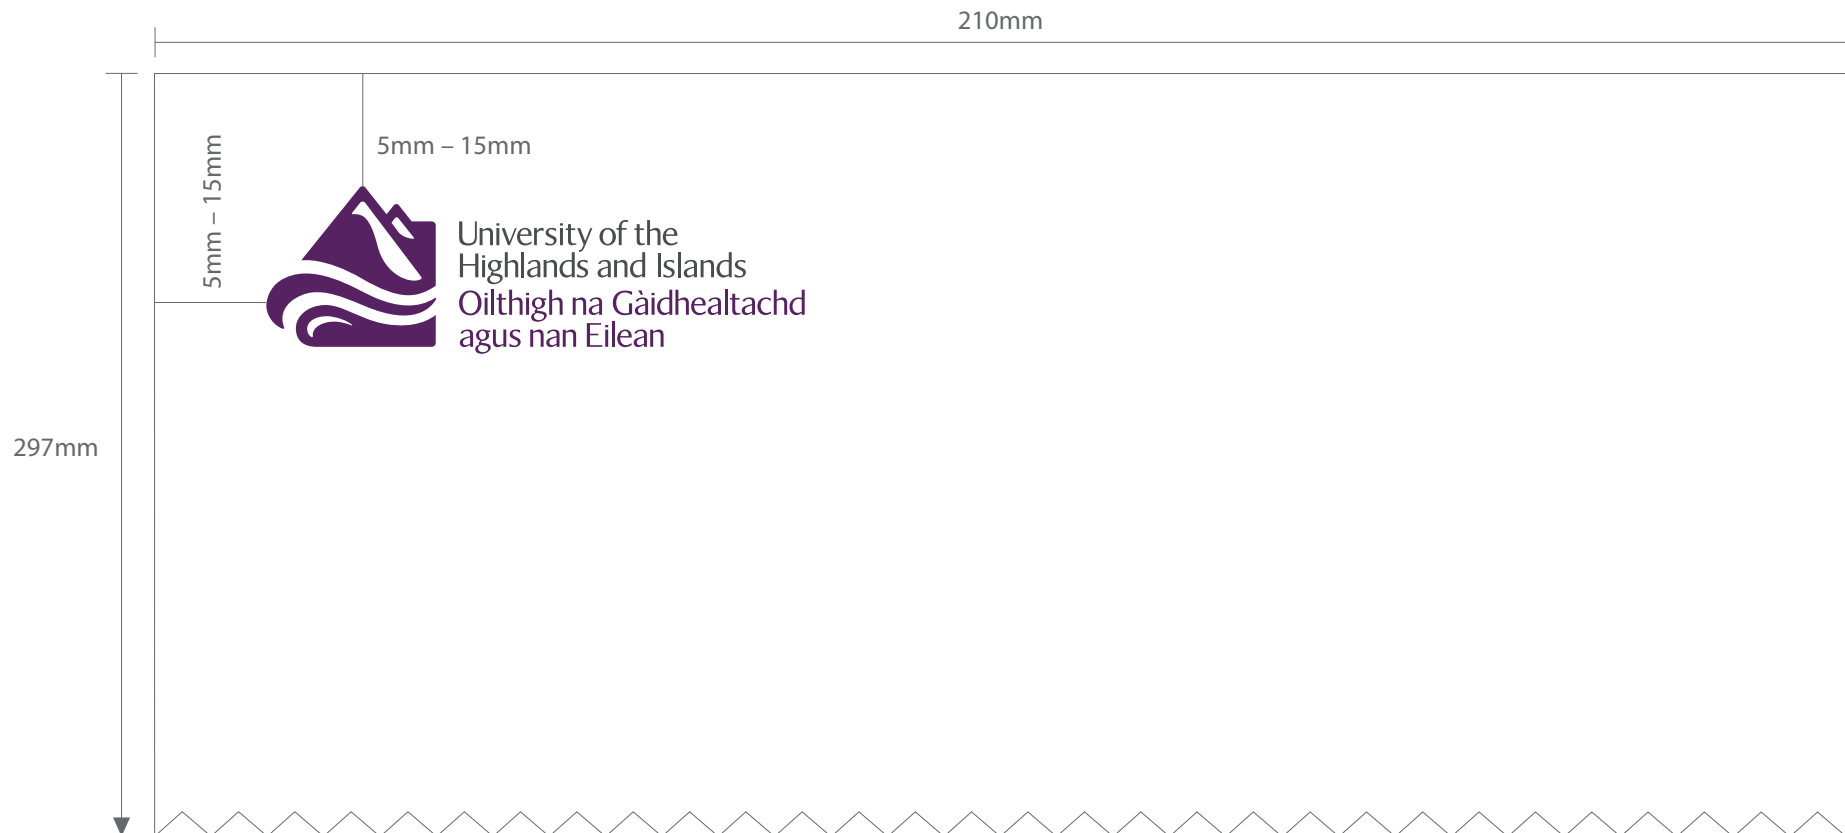 210mm
5mm – 15mm
5mm – 15mm
University of the
Highlands and Islands
Oilthigh na Gàidhealtachd
agus nan Eilean
297mm